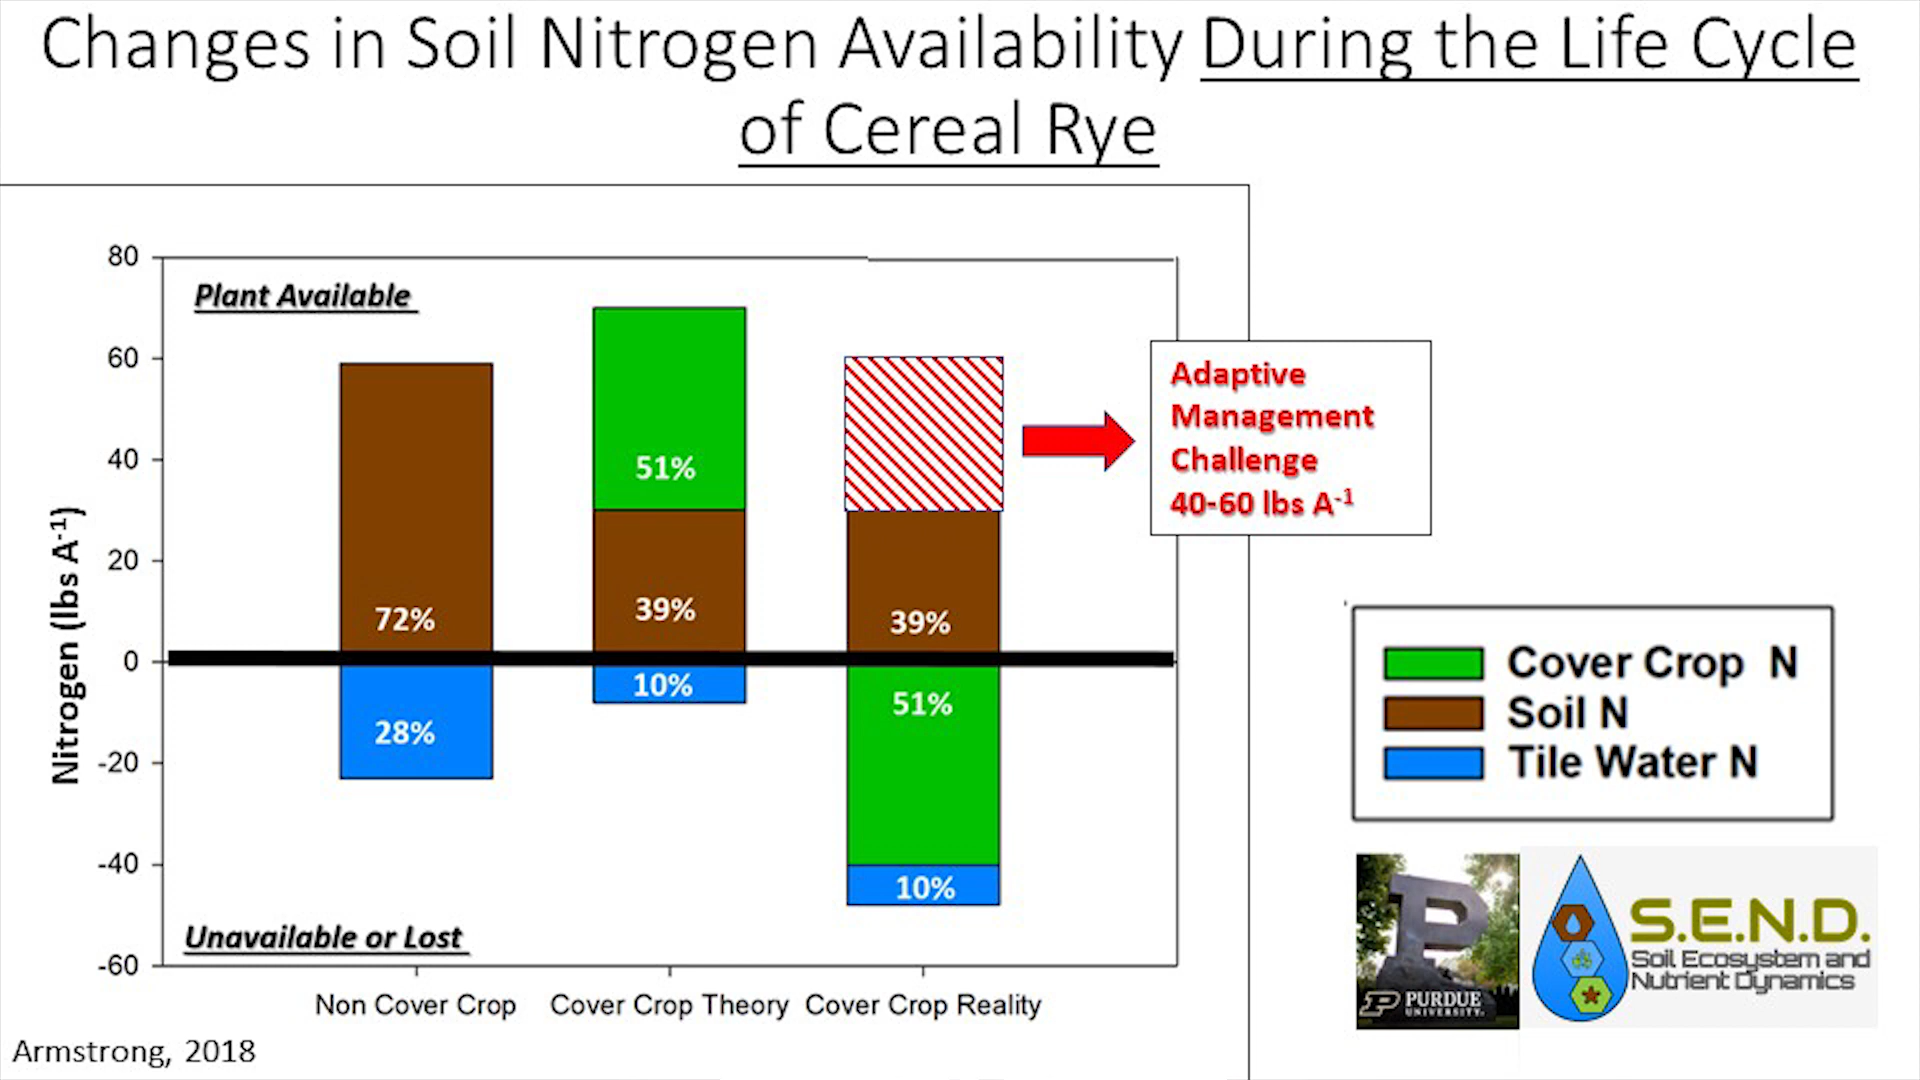 Changes in Soil Nitrogen Availability During the Life Cycle
of Cereal Rye
80
60
40
20
0
-20
-40
-60
Nitrogen (lbs A⁻¹)
Plant Available
72%
28%
51%
39%
10%
39%
51%
10%
Unavailable or Lost
Non Cover Crop
Cover Crop Theory
Cover Crop Reality
Adaptive
Management
Challenge
40-60 lbs A⁻¹
Cover Crop N
Soil N
Tile Water N
P
P PURDUE
UNIVERSITY.
S.E.N.D.
Soil Ecosystem and
Nutrient Dynamics
Armstrong, 2018